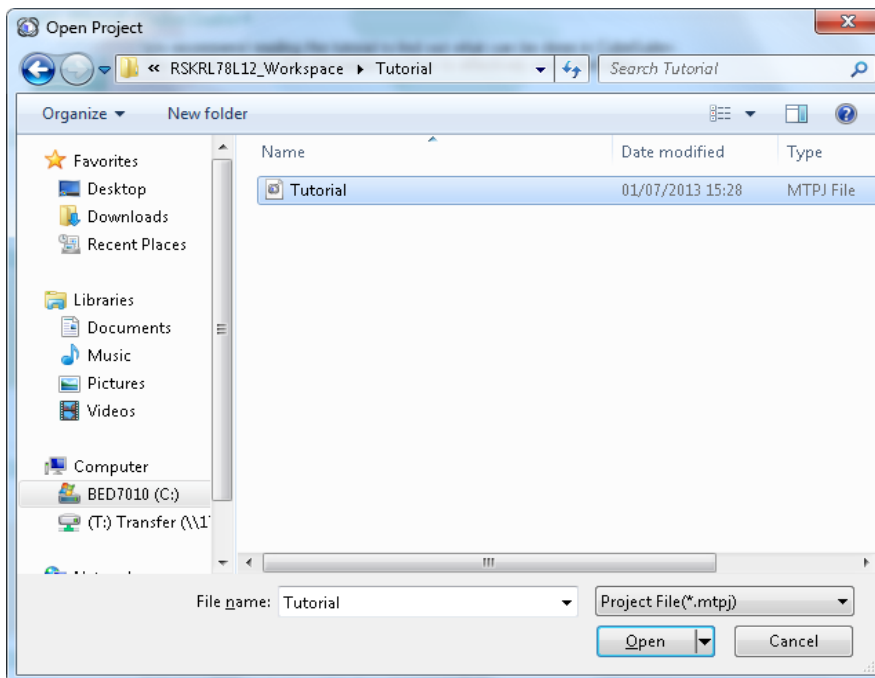 Open Project
« RSKRL78L12_Workspace Tutorial
Search Tutorial
Organize
New folder
Favorites
Desktop
Downloads
Recent Places
Libraries
Documents
Music
Pictures
Videos
Computer
BED7010 (C:)
(T:) Transfer (\\1
Name
Date modified
Type
Tutorial
01/07/2013 15:28
MTPJ File
File name: Tutorial
Project File(*.mtpj)
Open
Cancel